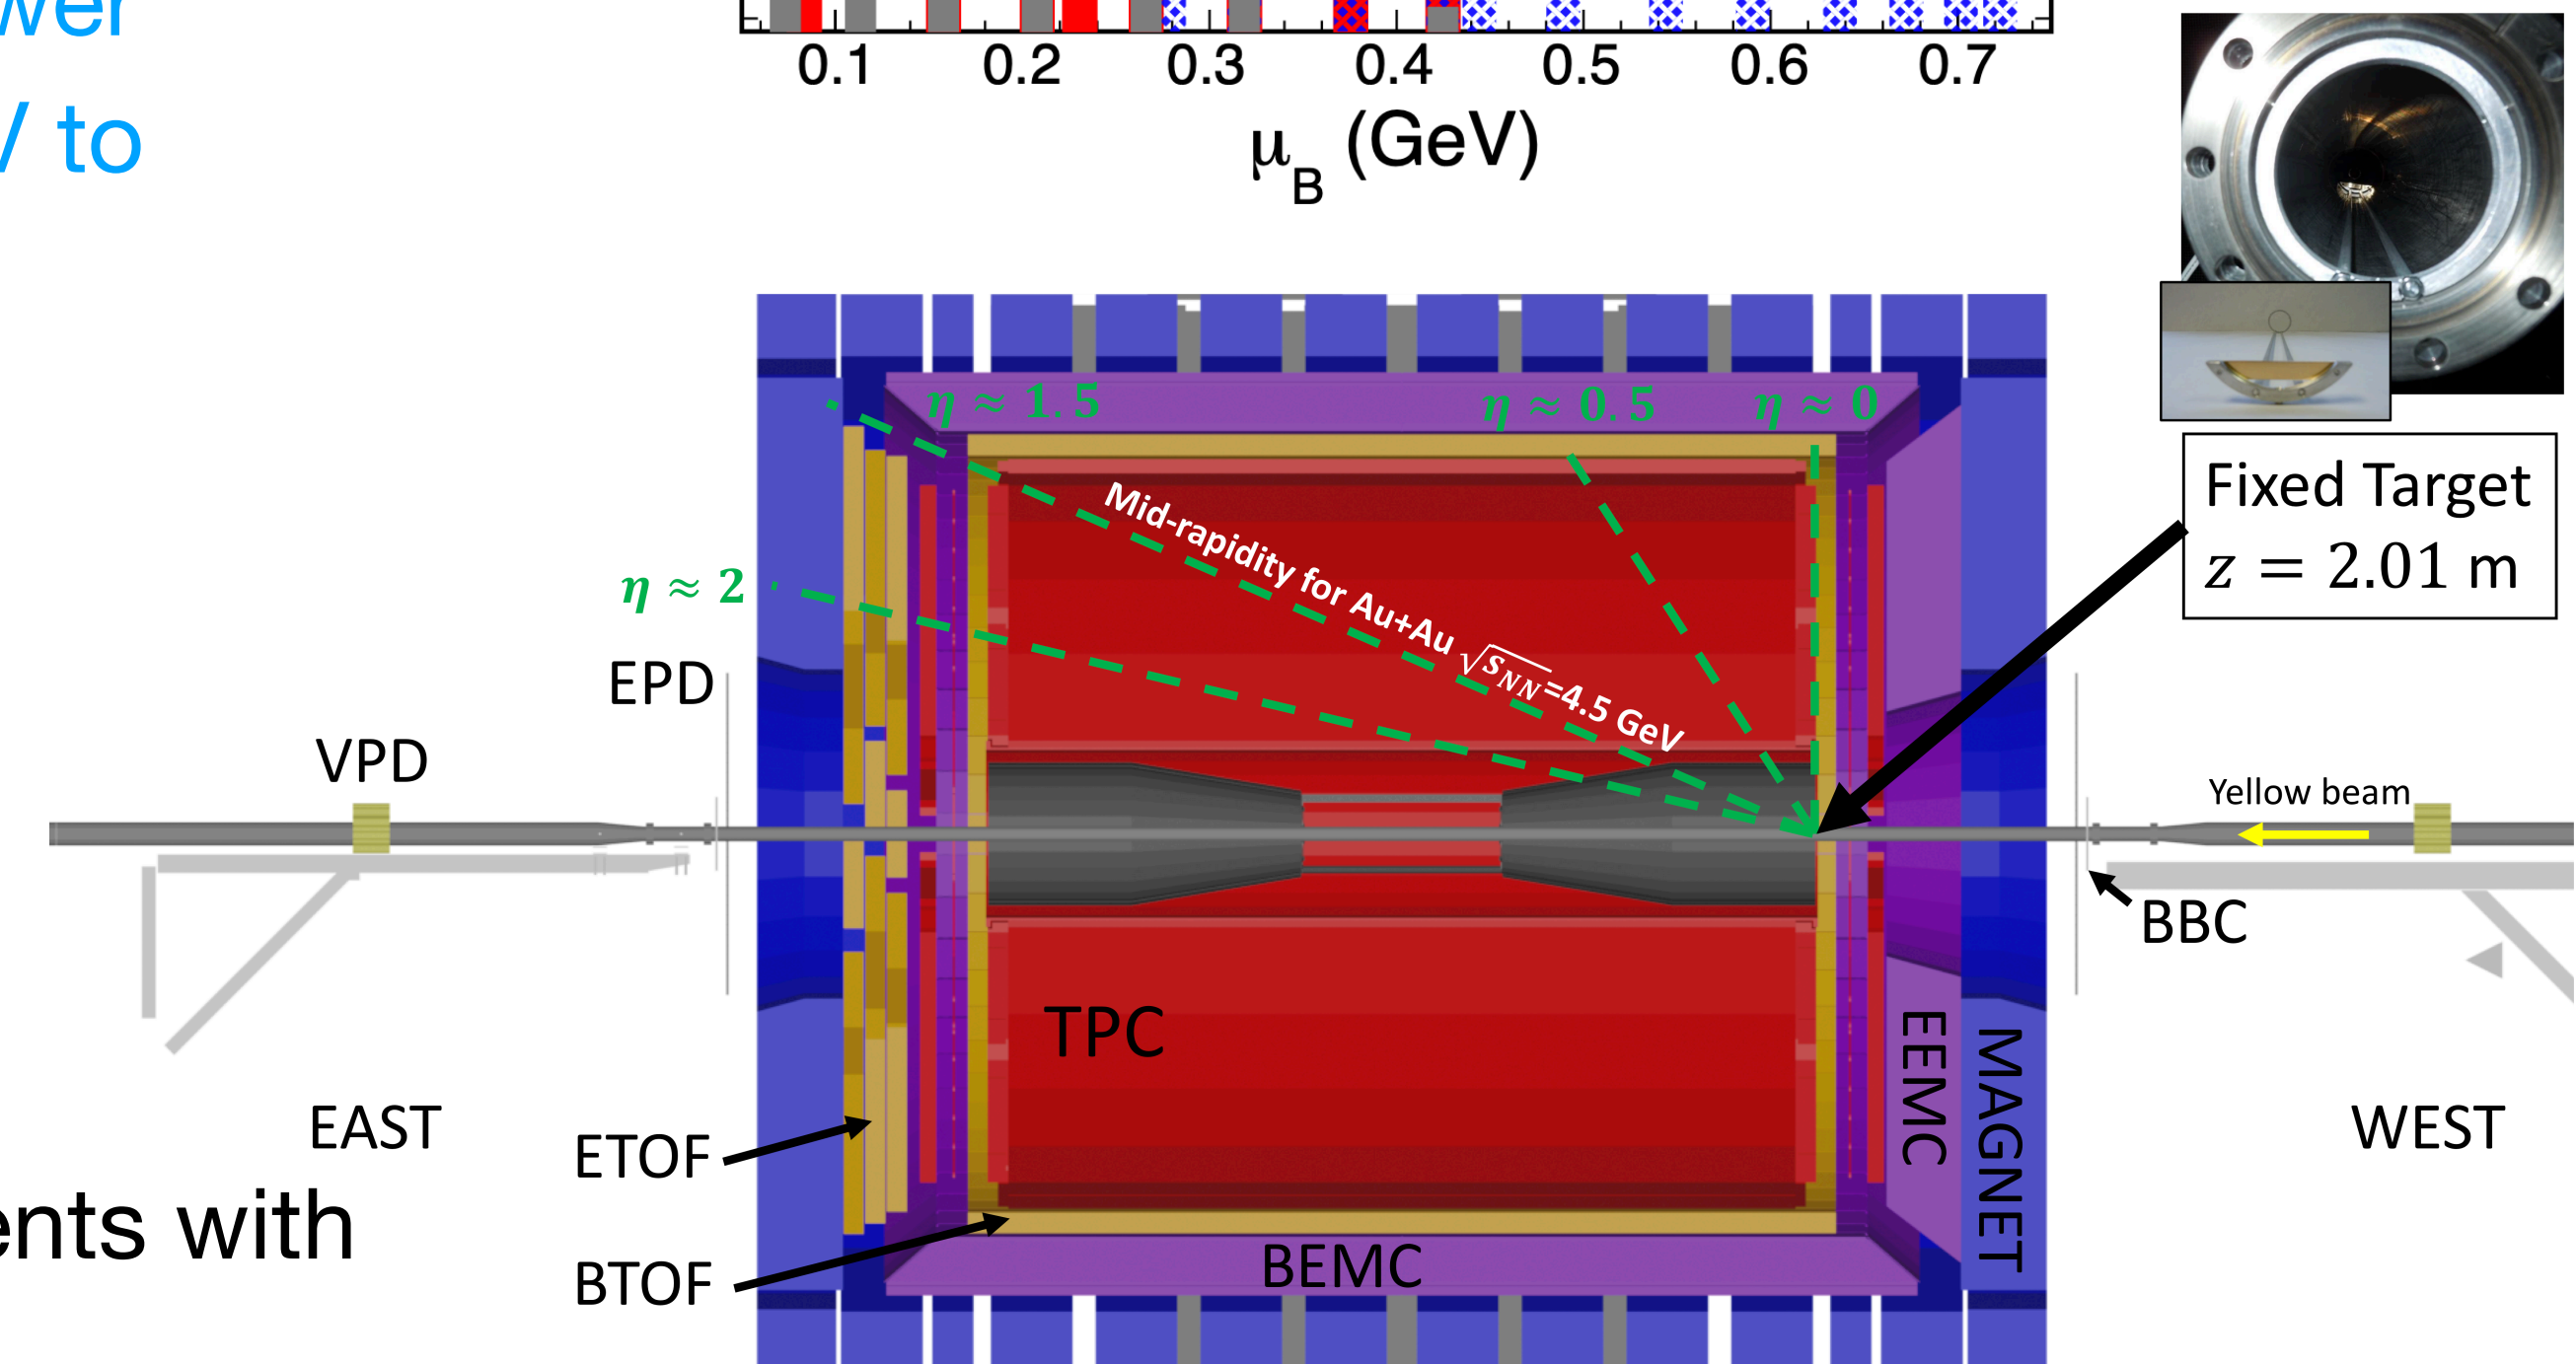 V to
0.1 0.2 0.3 0.4 0.5 0.6 0.7
μB (GeV)
η ≈ 1.5
η ≈ 0.5
η ≈ 0
Fixed Target
z = 2.01 m
Mid-rapidity for Au+Au √sNN=4.5 GeV
η ≈ 2
EPD
VPD
Yellow beam
BBC
TPC
EEMC
MAGNET
EAST
WEST
ETOF
BTOF
BEMC
ents with